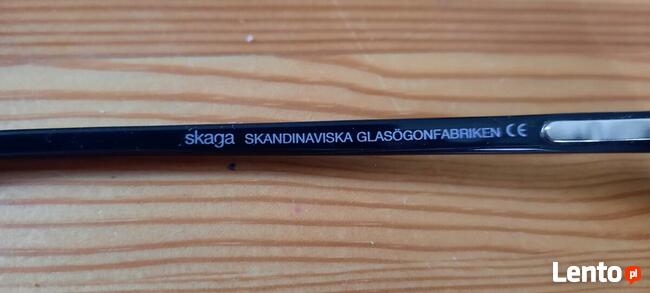 skaga SKANDINAVISKA GLASÖGONFABRIKEN CE
Lento.pl